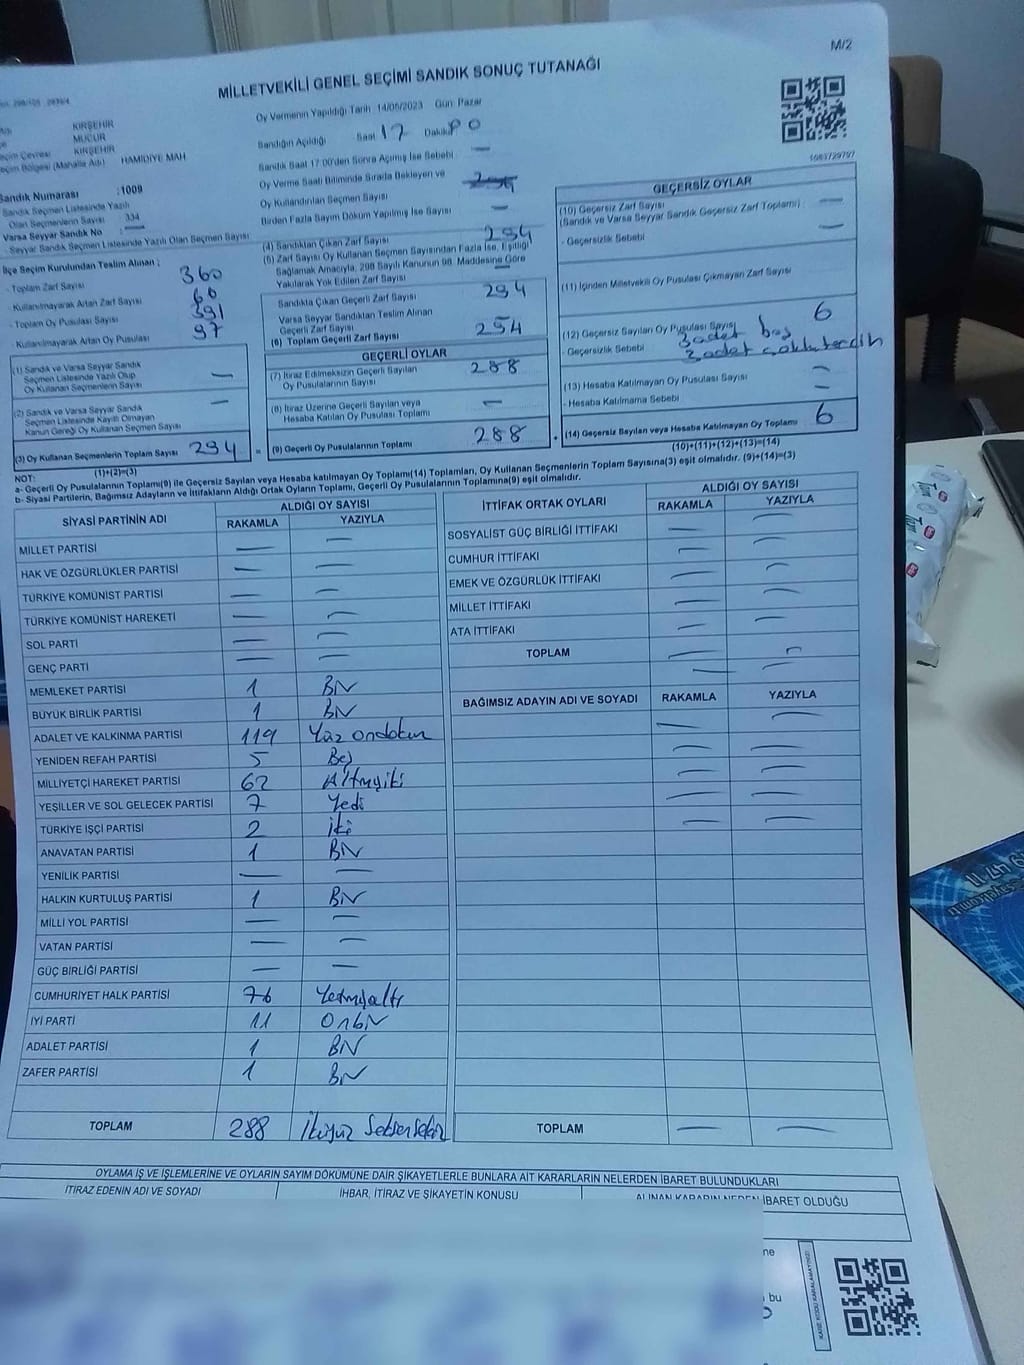 M/2
MİLLETVEKİLİ GENEL SEÇİMİ SANDIK SONUÇ TUTANAĞI
KIRŞEHİR
MUCUR
KIRŞEHİR
HAMİDİYE MAH
Sandık Numarası : 1009
Sandık Seçmen Listesinde Yazılı
Olan Seçmenlerin Sayısı : 334
Varsa Seyyar Sandık No :
- Seyyar Sandık Seçmen Listesinde Yazılı Olan Seçmen Sayısı
İlçe Seçim Kurulundan Teslim Alınan :
- Toplam Zarf Sayısı 360
- Kullanılmayarak Artan Zarf Sayısı 66
- Toplam Oy Pusulası Sayısı 391
- Kullanılmayarak Artan Oy Pusulası 97
(1) Sandık ve Varsa Seyyar Sandık
Seçmen Listesinde Yazılı Olup
Oy Kullanan Seçmenlerin Sayısı —
(2) Sandık ve Varsa Seyyar Sandık
Seçmen Listesinde Kayıtlı Olmayan
Kanun Gereği Oy Kullanan Seçmen Sayısı —
(3) Oy Kullanan Seçmenlerin Toplam Sayısı 294
(1)+(2)=(3)
Oy Vermenin Yapıldığı Tarih :14/05/2023 Gün: Pazar
Sandığın Açıldığı Saat 17 Dakika
Sandık Saat 17:00'den Sonra Açılmış İse Sebebi —
Oy Verme Saati Bitiminde Sırada Bekleyen ve
Oy Kullandırılan Seçmen Sayısı
Birden Fazla Sayım Döküm Yapılmış İse Sayısı —
(4) Sandıktan Çıkan Zarf Sayısı 294
(5) Zarf Sayısı Oy Kullanan Seçmen Sayısından Fazla İse, Eşitliği
Sağlamak Amacıyla, 298 Sayılı Kanunun 98. Maddesine Göre
Yakılarak Yok Edilen Zarf Sayısı —
Sandıkta Çıkan Geçerli Zarf Sayısı 294
Varsa Seyyar Sandıktan Teslim Alınan
Geçerli Zarf Sayısı
(6) Toplam Geçerli Zarf Sayısı 294
GEÇERLİ OYLAR
(7) İtiraz Edilmeksizin Geçerli Sayılan
Oy Pusulalarının Sayısı 288
(8) İtiraz Üzerine Geçerli Sayılan veya
Hesaba Katılan Oy Pusulası Toplamı —
= (9) Geçerli Oy Pusulalarının Toplamı 288
1683729797
GEÇERSİZ OYLAR
(10) Geçersiz Zarf Sayısı —
(Sandık ve Varsa Seyyar Sandık Geçersiz Zarf Toplamı) :
- Geçersizlik Sebebi —
(11) İçinden Milletvekili Oy Pusulası Çıkmayan Zarf Sayısı
(12) Geçersiz Sayılan Oy Pusulası Sayısı 6
3 adet boş
- Geçersizlik Sebebi 3 adet
(13) Hesaba Katılmayan Oy Pusulası Sayısı —
- Hesaba Katılmama Sebebi —
+ (14) Geçersiz Sayılan veya Hesaba Katılmayan Oy Toplamı 6
(10)+(11)+(12)+(13)=(14)
NOT:
a- Geçerli Oy Pusulalarının Toplamı(9) ile Geçersiz Sayılan veya Hesaba katılmayan Oy Toplamı(14) Toplamları, Oy Kullanan Seçmenlerin Toplam Sayısına(3) eşit olmalıdır. (9)+(14)=(3)
b- Siyasi Partilerin, Bağımsız Adayların ve İttifakların Aldığı Ortak Oyların Toplamı, Geçerli Oy Pusulalarının Toplamına(9) eşit olmalıdır.
SİYASİ PARTİNİN ADI ALDIĞI OY SAYISI
RAKAMLA YAZIYLA
MİLLET PARTİSİ — —
HAK VE ÖZGÜRLÜKLER PARTİSİ — —
TÜRKİYE KOMÜNİST PARTİSİ — —
TÜRKİYE KOMÜNİST HAREKETİ — —
SOL PARTİ — —
GENÇ PARTİ — —
MEMLEKET PARTİSİ 1 Bir
BÜYÜK BİRLİK PARTİSİ 1 Bir
ADALET VE KALKINMA PARTİSİ 119 Yüz ondokuz
YENİDEN REFAH PARTİSİ 5 Beş
MİLLİYETÇİ HAREKET PARTİSİ 62 Altmışiki
YEŞİLLER VE SOL GELECEK PARTİSİ 7 Yedi
TÜRKİYE İŞÇİ PARTİSİ 2 iki
ANAVATAN PARTİSİ 1 Bir
YENİLİK PARTİSİ — —
HALKIN KURTULUŞ PARTİSİ 1 Bir
MİLLİ YOL PARTİSİ — —
VATAN PARTİSİ — —
GÜÇ BİRLİĞİ PARTİSİ — —
CUMHURİYET HALK PARTİSİ 76 Yetmişaltı
İYİ PARTİ 11 Onbir
ADALET PARTİSİ 1 Bir
ZAFER PARTİSİ 1 Bir
TOPLAM 288 İkiyüz Seksensekiz
İTTİFAK ORTAK OYLARI ALDIĞI OY SAYISI
RAKAMLA YAZIYLA
SOSYALİST GÜÇ BİRLİĞİ İTTİFAKI — —
CUMHUR İTTİFAKI — —
EMEK VE ÖZGÜRLÜK İTTİFAKI — —
MİLLET İTTİFAKI — —
ATA İTTİFAKI — —
TOPLAM — —
BAĞIMSIZ ADAYIN ADI VE SOYADI RAKAMLA YAZIYLA
TOPLAM — —
OYLAMA İŞ VE İŞLEMLERİNE VE OYLARIN SAYIM DÖKÜMÜNE DAİR ŞİKAYETLERLE BUNLARA AİT KARARLARIN NELERDEN İBARET BULUNDUKLARI
İTİRAZ EDENİN ADI VE SOYADI İHBAR, İTİRAZ VE ŞİKAYETİN KONUSU ALINAN KARARIN NEDEN İBARET OLDUĞU
bu